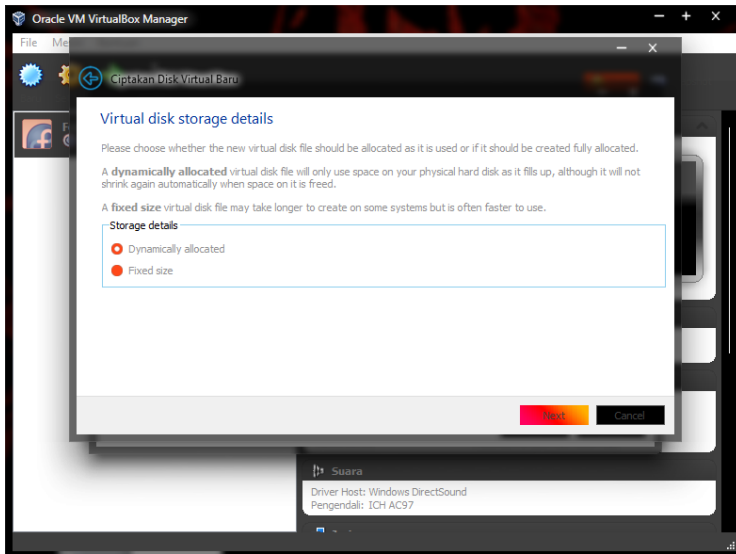 Oracle VM VirtualBox Manager
File
Ciptakan Disk Virtual Baru
Virtual disk storage details
Please choose whether the new virtual disk file should be allocated as it is used or if it should be created fully allocated.
A dynamically allocated virtual disk file will only use space on your physical hard disk as it fills up, although it will not
shrink again automatically when space on it is freed.
A fixed size virtual disk file may take longer to create on some systems but is often faster to use.
Storage details
Dynamically allocated
Fixed size
Next
Cancel
Suara
Driver Host: Windows DirectSound
Pengendali: ICH AC97